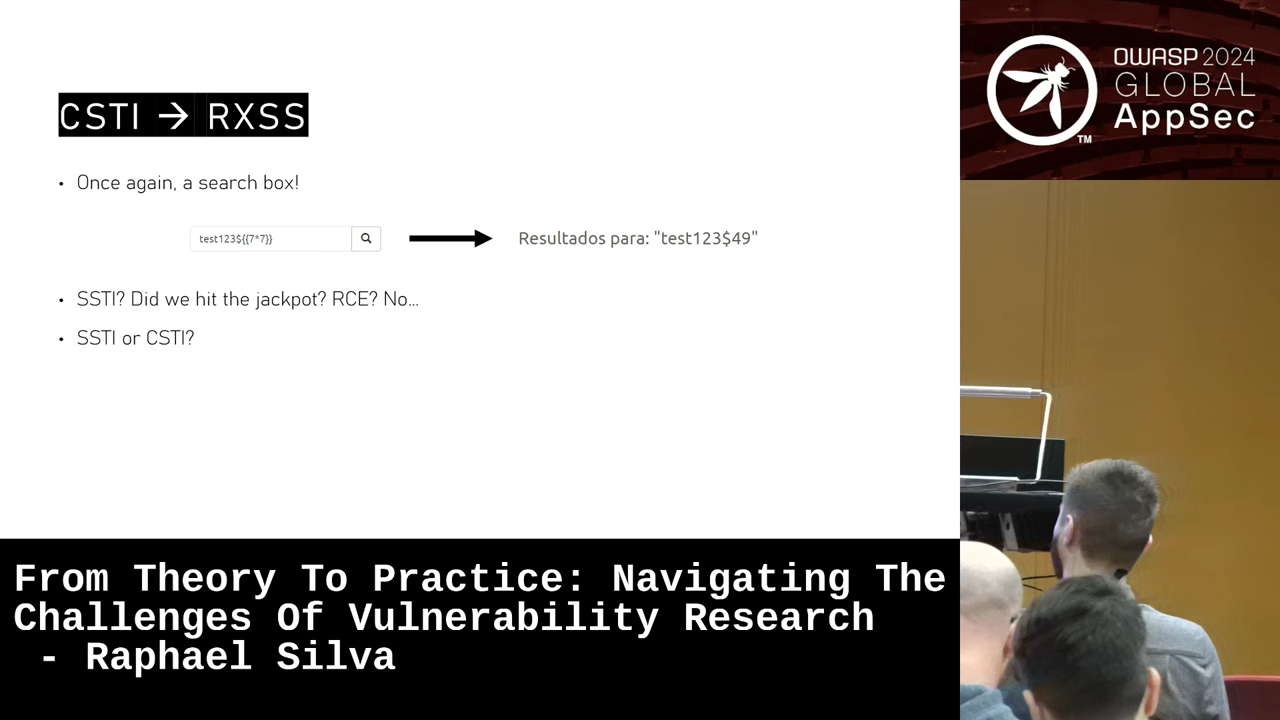 CSTI → RXSS
• Once again, a search box!
test123${{7*7}}
Resultados para: "test123$49"
• SSTI? Did we hit the jackpot? RCE? No...
• SSTI or CSTI?
OWASP 2024
GLOBAL
AppSec
TM
From Theory To Practice: Navigating The
Challenges Of Vulnerability Research
- Raphael Silva